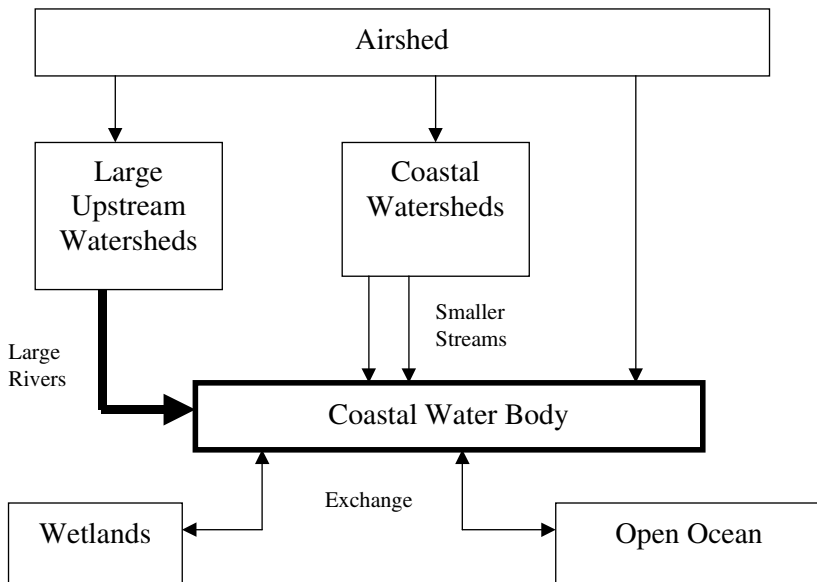 Airshed
Large
Upstream
Watersheds
Coastal
Watersheds
Smaller
Streams
Large
Rivers
Coastal Water Body
Exchange
Wetlands
Open Ocean